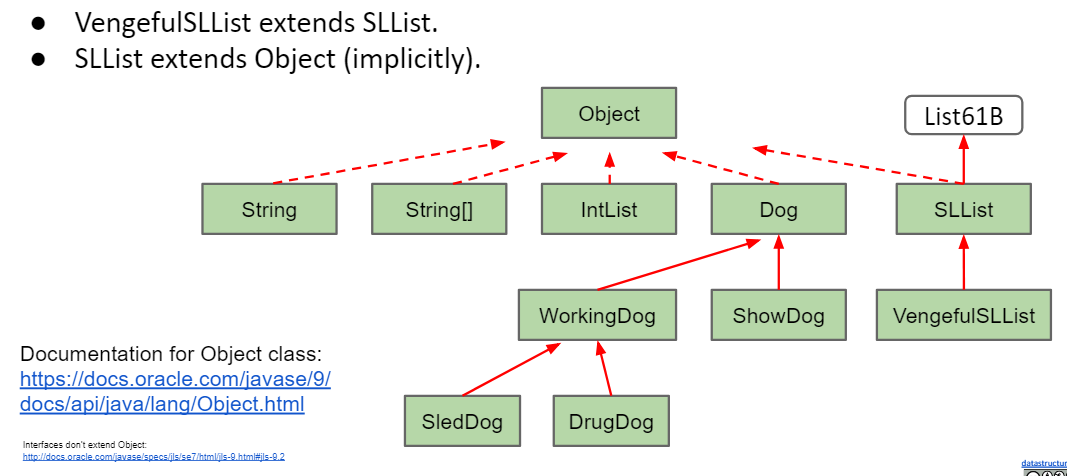 ● VengefulSLList extends SLList.
● SLList extends Object (implicitly).
Object
List61B
String
String[]
IntList
Dog
SLList
WorkingDog
ShowDog
VengefulSLList
Documentation for Object class:
https://docs.oracle.com/javase/9/
docs/api/java/lang/Object.html
SledDog
DrugDog
Interfaces don't extend Object:
http://docs.oracle.com/javase/specs/jls/se7/html/jls-9.html#jls-9.2
datastructur